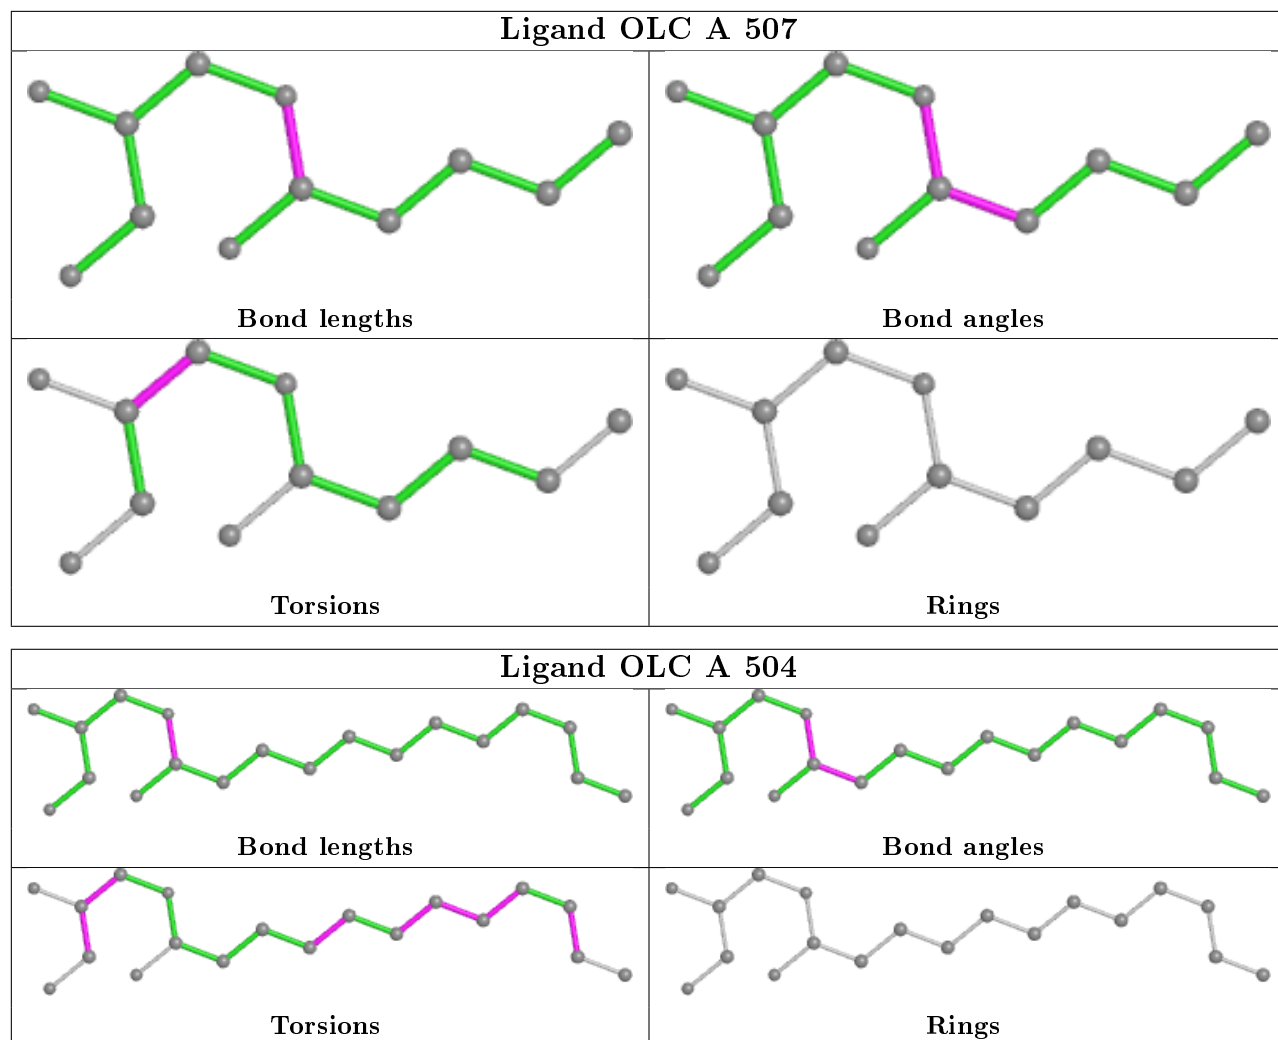 Ligand OLC A 507
Bond lengths
Bond angles
Torsions
Rings
Ligand OLC A 504
Bond lengths
Bond angles
Torsions
Rings